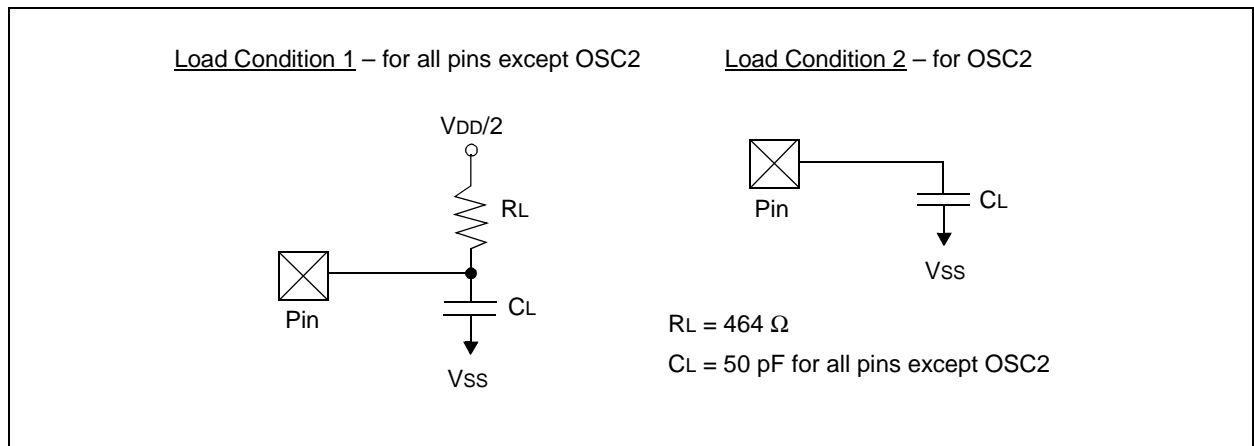 Load Condition 1 – for all pins except OSC2
Load Condition 2 – for OSC2
VDD/2
RL
Pin
CL
VSS
Pin
CL
VSS
RL = 464 Ω
CL = 50 pF for all pins except OSC2